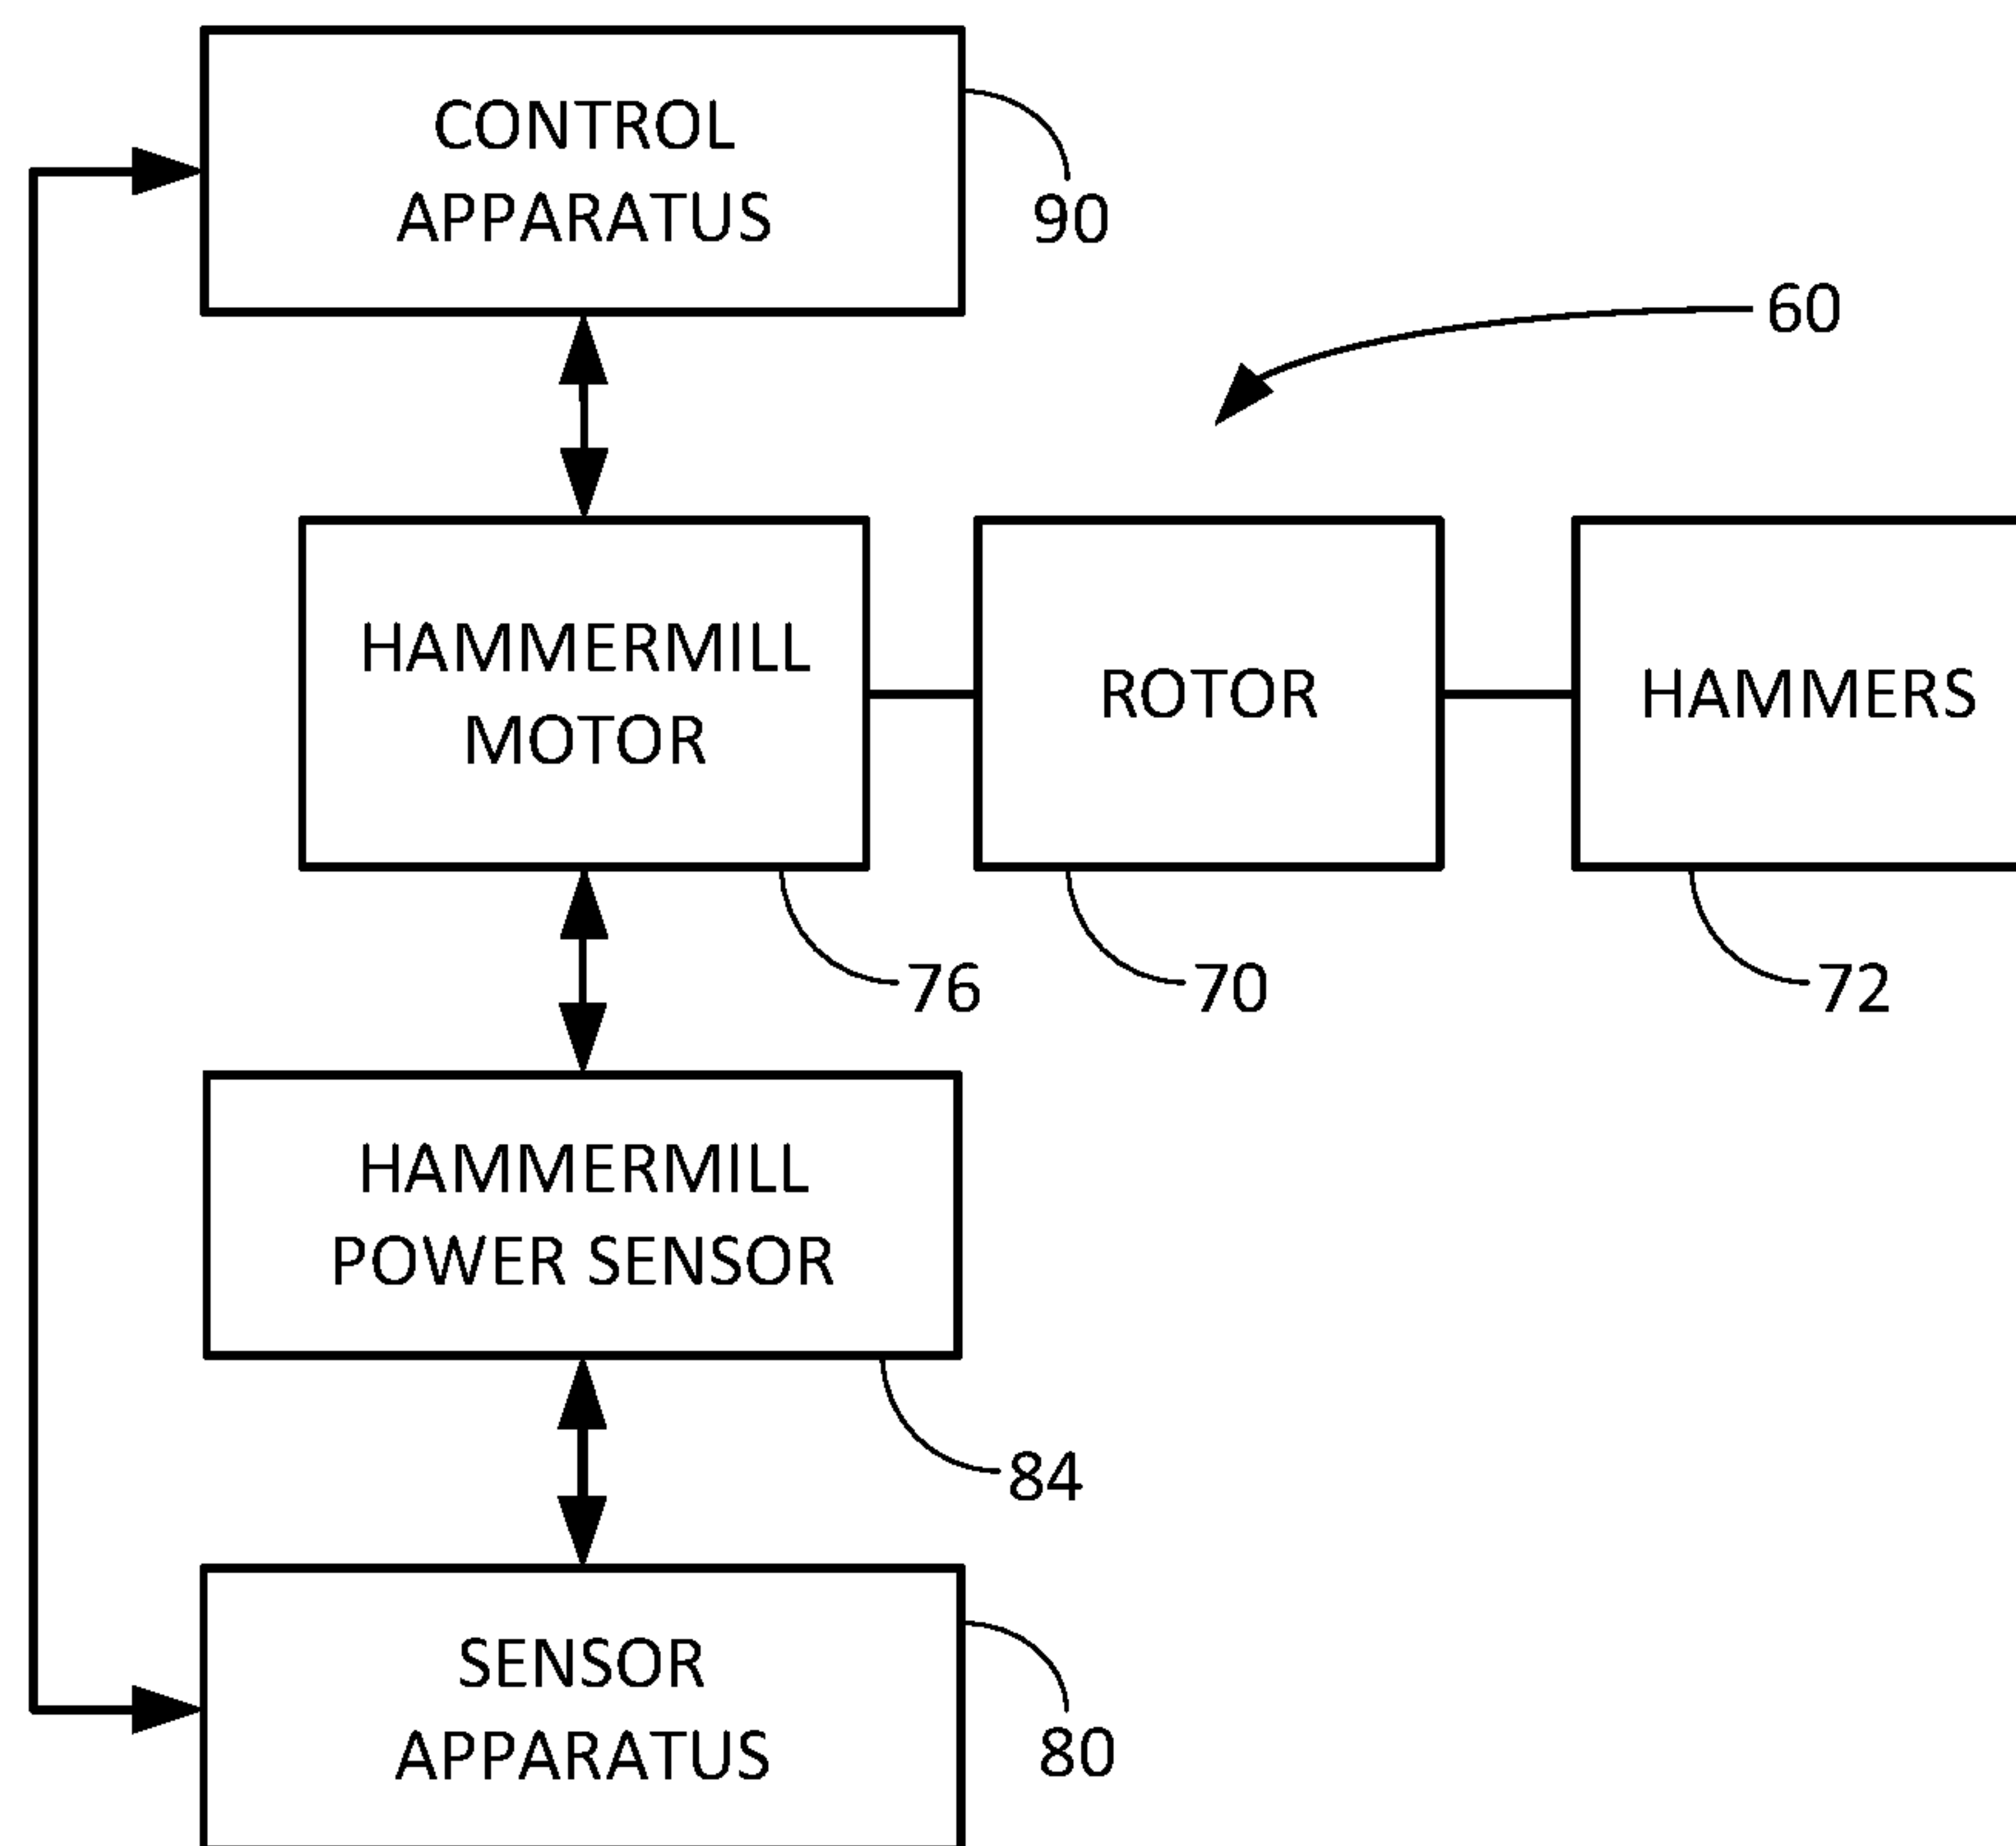 CONTROL
APPARATUS
90
60
HAMMERMILL
MOTOR
ROTOR
HAMMERS
76
70
72
HAMMERMILL
POWER SENSOR
84
SENSOR
APPARATUS
80